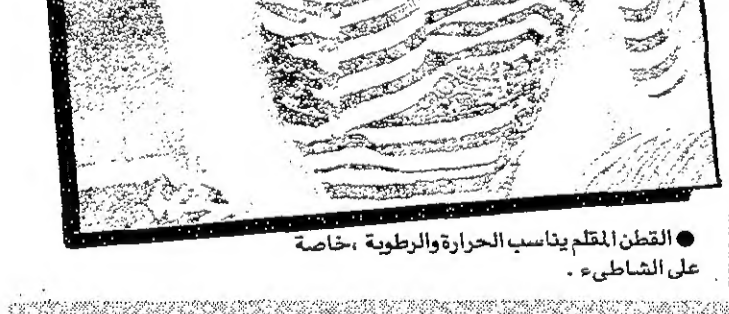 ● القطن المقلم يناسب الحرارة والرطوبة ،خاصة
على الشاطىء .